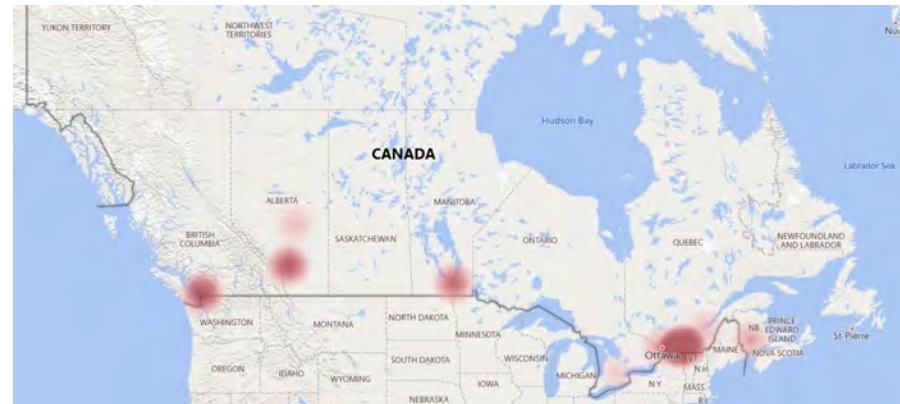 YUKON TERRITORY
NORTHWEST
TERRITORIES
Hudson Bay
CANADA
Labrador Sea
ALBERTA
MANITOBA
BRITISH
COLUMBIA
SASKATCHEWAN
ONTARIO
QUEBEC
NEWFOUNDLAND
AND LABRADOR
WASHINGTON
MONTANA
NORTH DAKOTA
MINNESOTA
NB
PRINCE
EDWARD
ISLAND
St-Pierre
OREGON
IDAHO
WYOMING
SOUTH DAKOTA
WISCONSIN
MICHIGAN
Ottawa
VT
MAINE
NOVA SCOTIA
N H
N Y
MASS
IOWA
NEBRASKA